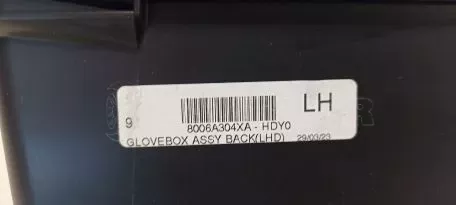 LH
9
8006A304XA - HDY0
GLOVEBOX ASSY BACK(LHD) 29/03/23